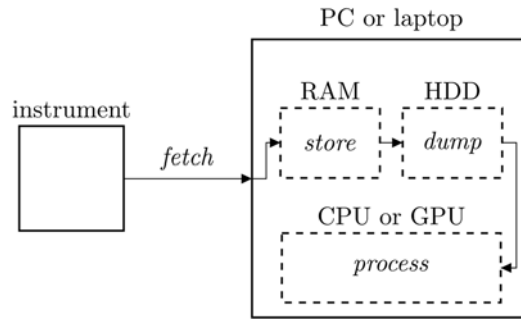 PC or laptop
instrument
fetch
RAM
HDD
store
dump
CPU or GPU
process